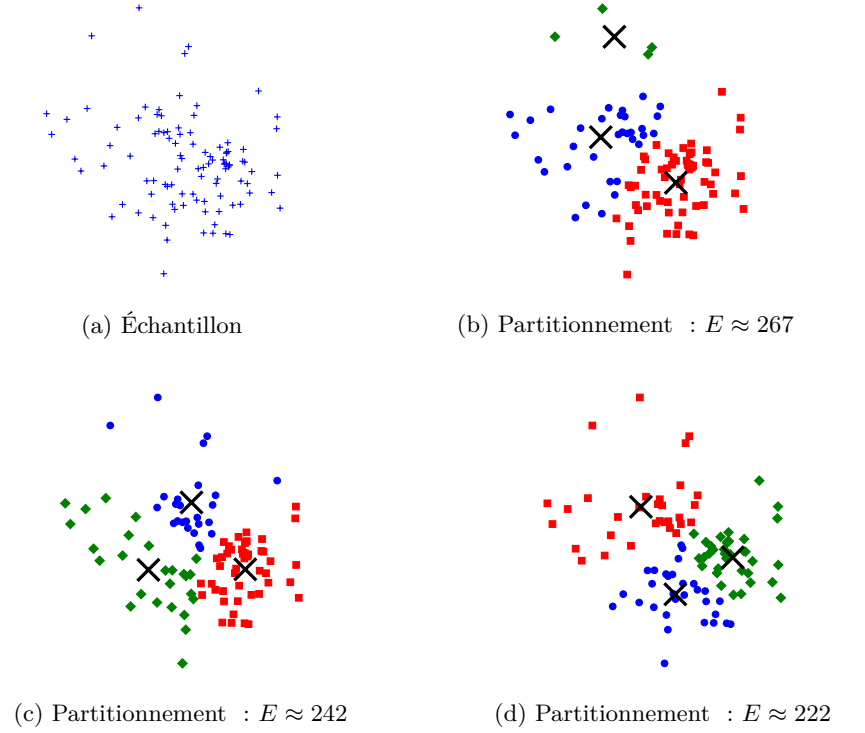 (a) Échantillon
(b) Partitionnement : E ≈ 267
(c) Partitionnement : E ≈ 242
(d) Partitionnement : E ≈ 222